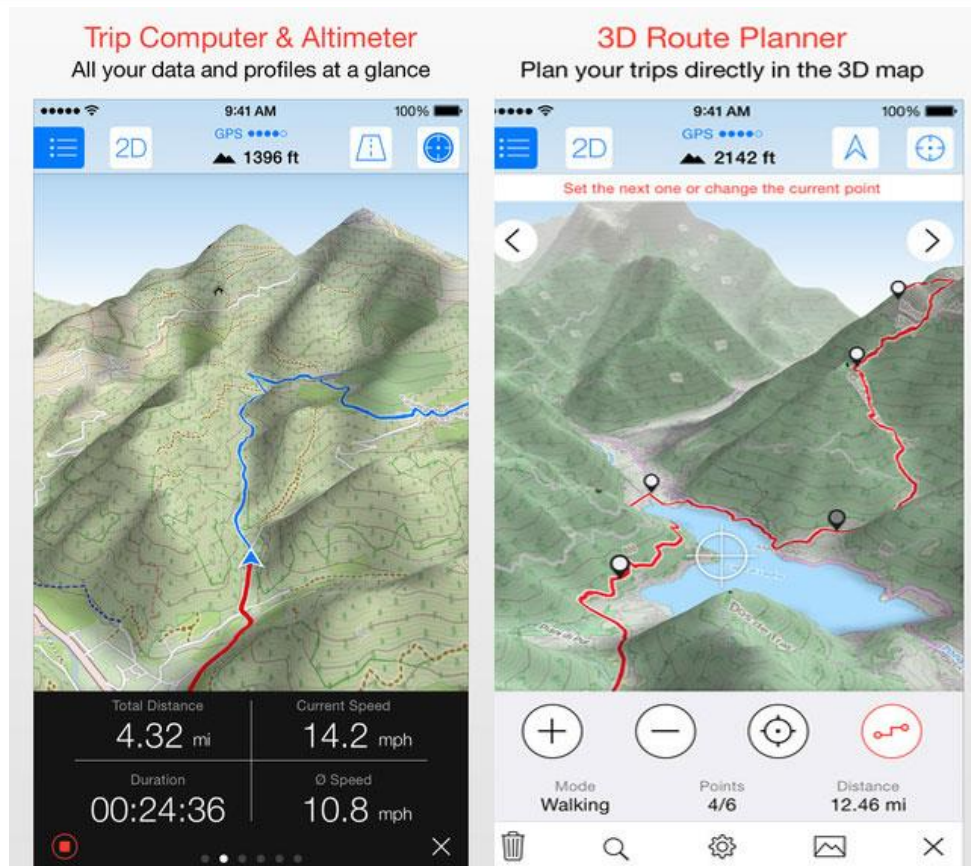 Trip Computer & Altimeter
All your data and profiles at a glance
9:41 AM
100%
2D
GPS
1396 ft
Total Distance
4.32 mi
Current Speed
14.2 mph
Duration
00:24:36
Ø Speed
10.8 mph
3D Route Planner
Plan your trips directly in the 3D map
9:41 AM
100%
2D
GPS
2142 ft
Set the next one or change the current point
Mode
Walking
Points
4/6
Distance
12.46 mi